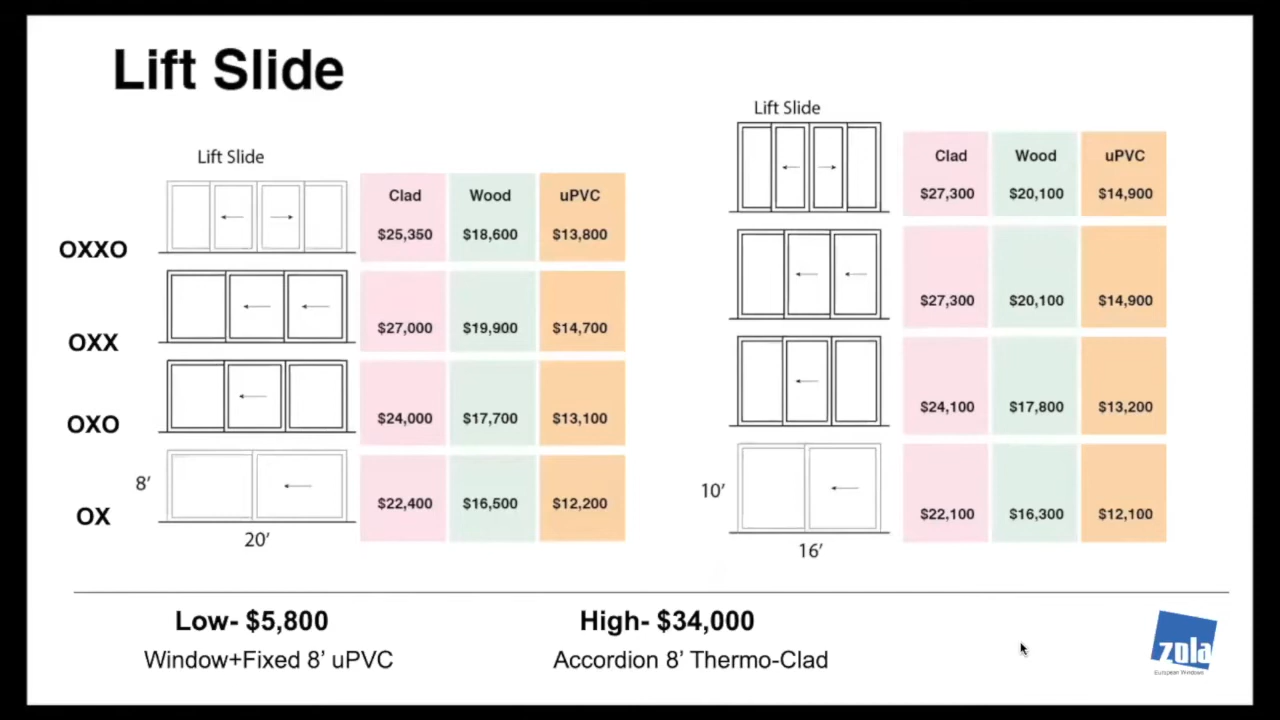 Lift Slide
Lift Slide
Clad Wood uPVC
OXXO $25,350 $18,600 $13,800
OXX $27,000 $19,900 $14,700
OXO $24,000 $17,700 $13,100
8’
OX $22,400 $16,500 $12,200
20’
Lift Slide
Clad Wood uPVC
$27,300 $20,100 $14,900
$27,300 $20,100 $14,900
$24,100 $17,800 $13,200
10’ $22,100 $16,300 $12,100
16’
Low- $5,800
Window+Fixed 8’ uPVC
High- $34,000
Accordion 8’ Thermo-Clad
zola
European Windows